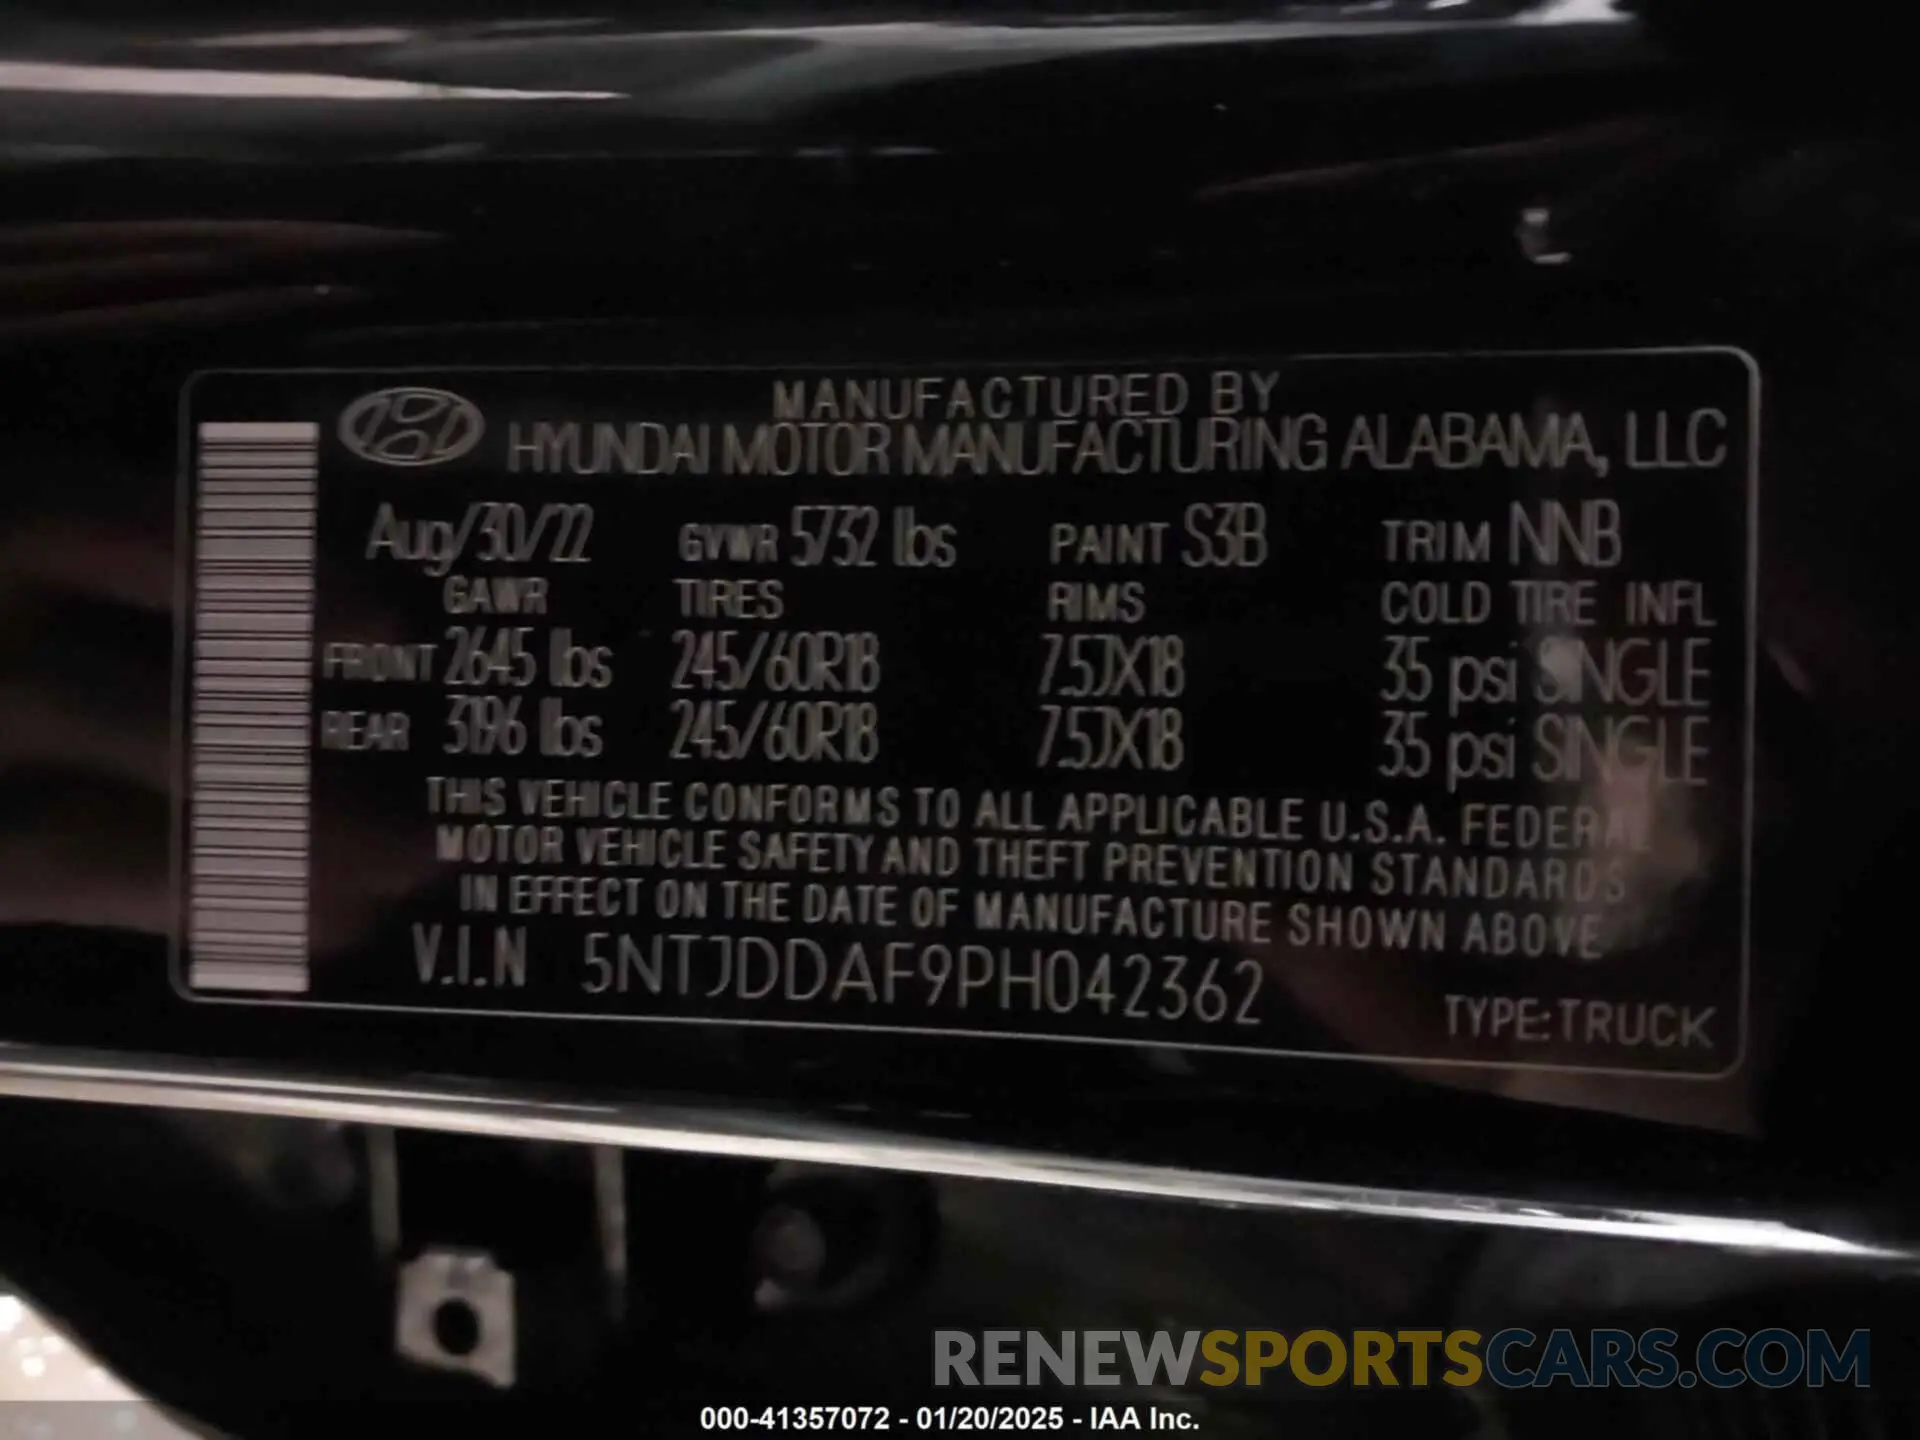 MANUFACTURED BY
HYUNDAI MOTOR MANUFACTURING ALABAMA, LLC
Aug/30/22 GVWR 5732 lbs PAINT S3B TRIM NNB
GAWR TIRES RIMS COLD TIRE INFL
FRONT 2645 lbs 245/60R18 7.5JX18 35 psi SINGLE
REAR 3196 lbs 245/60R18 7.5JX18 35 psi SINGLE
THIS VEHICLE CONFORMS TO ALL APPLICABLE U.S.A. FEDERAL
MOTOR VEHICLE SAFETY AND THEFT PREVENTION STANDARDS
IN EFFECT ON THE DATE OF MANUFACTURE SHOWN ABOVE
V.I.N 5NTJDDAF9PH042362 TYPE:TRUCK
RENEWSPORTSCARS.COM
000-41357072 - 01/20/2025 - IAA Inc.